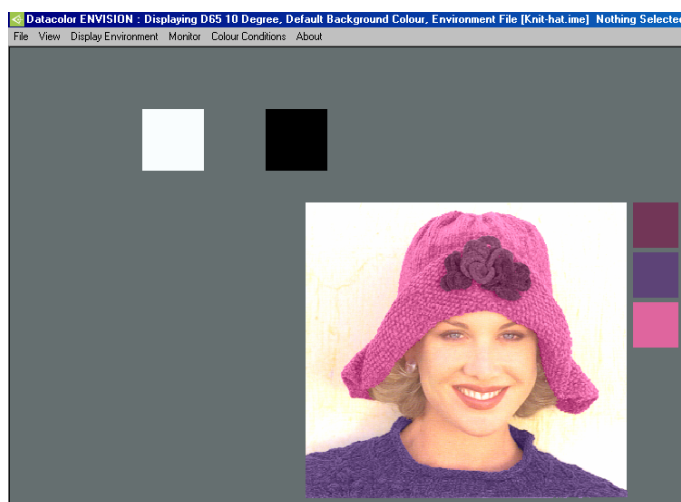 Datacolor ENVISION : Displaying D65 10 Degree, Default Background Colour, Environment File [Knit-hat.ime] Nothing Selected
File View Display Environment Monitor Colour Conditions About